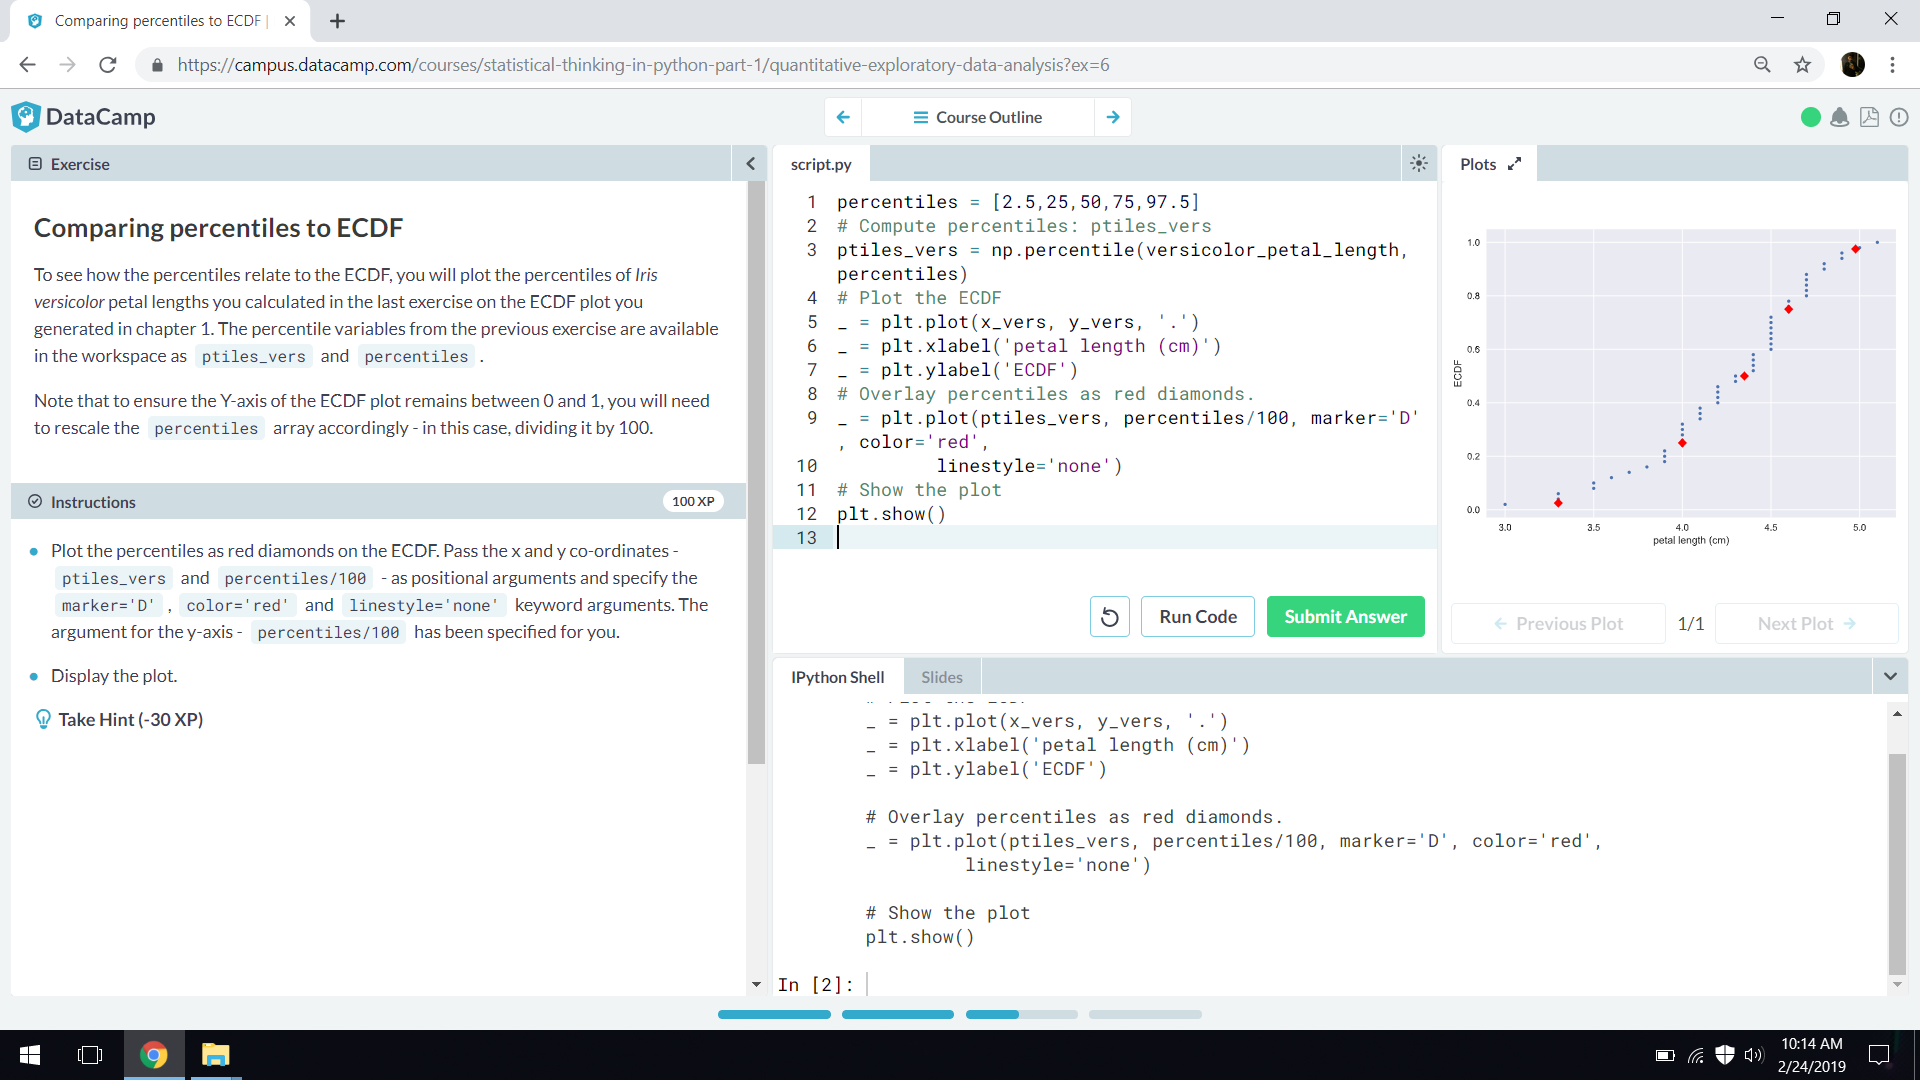 Comparing percentiles to ECDF |
https://campus.datacamp.com/courses/statistical-thinking-in-python-part-1/quantitative-exploratory-data-analysis?ex=6
DataCamp
Course Outline
Exercise
Comparing percentiles to ECDF
To see how the percentiles relate to the ECDF, you will plot the percentiles of Iris
versicolor petal lengths you calculated in the last exercise on the ECDF plot you
generated in chapter 1. The percentile variables from the previous exercise are available
in the workspace as ptiles_vers and percentiles .
Note that to ensure the Y-axis of the ECDF plot remains between 0 and 1, you will need
to rescale the percentiles array accordingly - in this case, dividing it by 100.
Instructions
100 XP
Plot the percentiles as red diamonds on the ECDF. Pass the x and y co-ordinates -
ptiles_vers and percentiles/100 - as positional arguments and specify the
marker='D' , color='red' and linestyle='none' keyword arguments. The
argument for the y-axis - percentiles/100 has been specified for you.
Display the plot.
Take Hint (-30 XP)
script.py
1 percentiles = [2.5,25,50,75,97.5]
2 # Compute percentiles: ptiles_vers
3 ptiles_vers = np.percentile(versicolor_petal_length,
percentiles)
4 # Plot the ECDF
5 _ = plt.plot(x_vers, y_vers, '.')
6 _ = plt.xlabel('petal length (cm)')
7 _ = plt.ylabel('ECDF')
8 # Overlay percentiles as red diamonds.
9 _ = plt.plot(ptiles_vers, percentiles/100, marker='D'
, color='red',
10 linestyle='none')
11 # Show the plot
12 plt.show()
13
Run Code
Submit Answer
Plots
1.0
0.8
0.6
0.4
0.2
0.0
ECDF
3.0 3.5 4.0 4.5 5.0
petal length (cm)
Previous Plot
1/1
Next Plot
IPython Shell
Slides
_ = plt.plot(x_vers, y_vers, '.')
_ = plt.xlabel('petal length (cm)')
_ = plt.ylabel('ECDF')
# Overlay percentiles as red diamonds.
_ = plt.plot(ptiles_vers, percentiles/100, marker='D', color='red',
linestyle='none')
# Show the plot
plt.show()
In [2]:
10:14 AM
2/24/2019